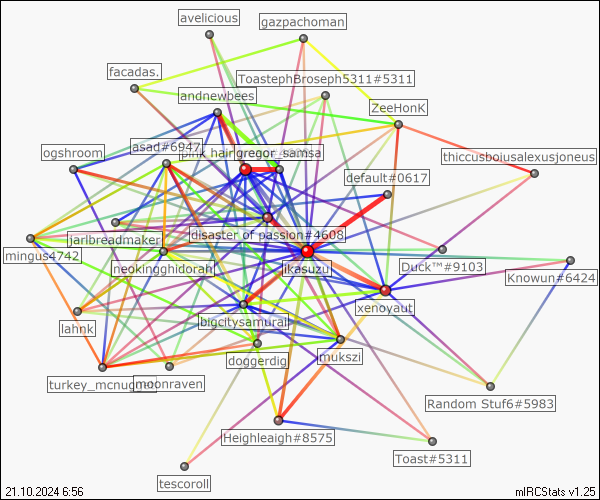 avelicious
gazpachoman
facadas.
ToastephBroseph5311#5311
andnewbees
ZeeHonK
asad#6947
pink hair
gregor_samsa
ogshroom
thiccusboiusalexusjoneus
default#0617
jarlbreadmaker
disaster of passion#4608
mingus4742
neokingghidorah
ikasuzu
Duck™#9103
Knowun#6424
xenoyaut
lahnk
bigcitysamurai
doggerdig
mukszi
turkey_mcnugget
moonraven
Random Stuf6#5983
Heighleaigh#8575
Toast#5311
tescoroll
21.10.2024 6:56
mIRCStats v1.25